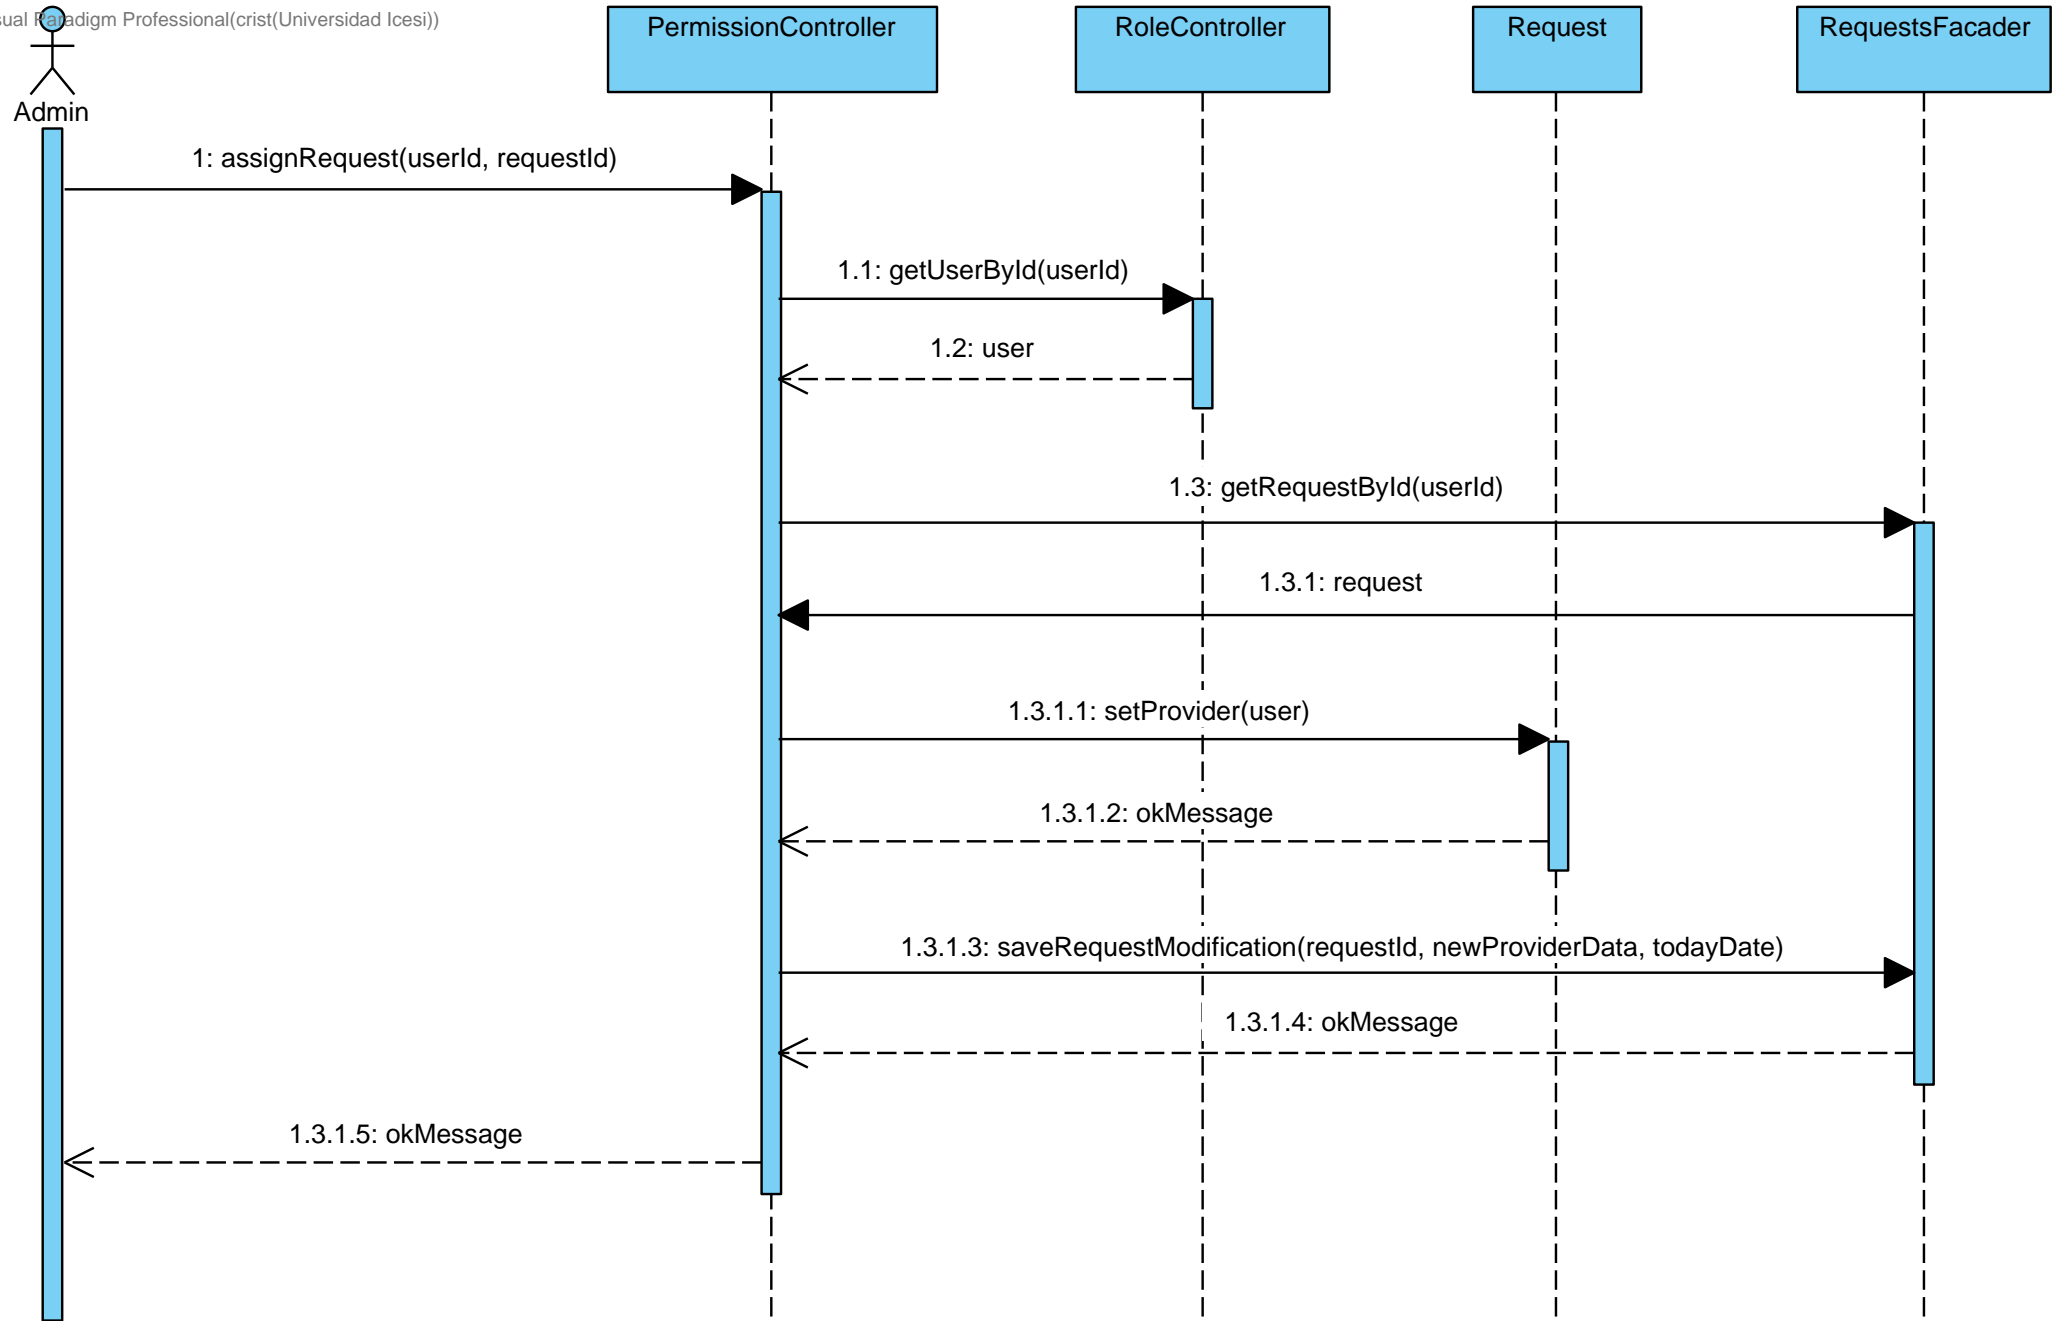 sual Paradigm Professional(crist(Universidad Icesi))
PermissionController
RoleController
Request
RequestsFacader
Admin
1: assignRequest(userId, requestId)
1.1: getUserById(userId)
1.2: user
1.3: getRequestById(userId)
1.3.1: request
1.3.1.1: setProvider(user)
1.3.1.2: okMessage
1.3.1.3: saveRequestModification(requestId, newProviderData, todayDate)
1.3.1.4: okMessage
1.3.1.5: okMessage